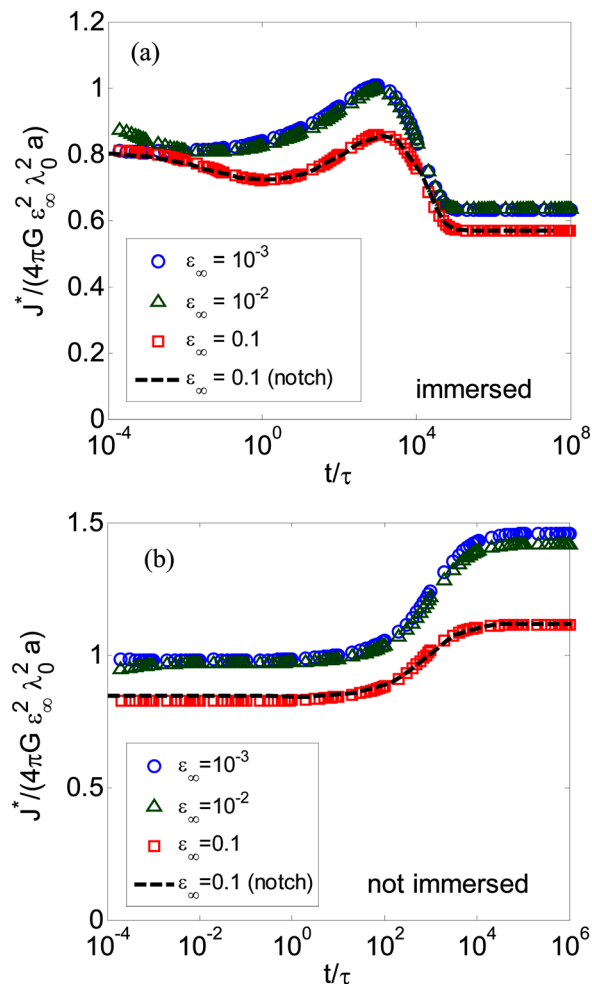 (a)
1.2
1
0.8
0.6
0.4
0.2
0
J*/(4πG ε∞² λ₀² a)
ε∞ = 10⁻³
ε∞ = 10⁻²
ε∞ = 0.1
ε∞ = 0.1 (notch)
immersed
10⁻⁴ 10⁰ 10⁴ 10⁸
t/τ
(b)
1.5
1
0.5
0
J*/(4πG ε∞² λ₀² a)
ε∞=10⁻³
ε∞=10⁻²
ε∞=0.1
ε∞=0.1 (notch)
not immersed
10⁻⁴ 10⁻² 10⁰ 10² 10⁴ 10⁶
t/τ